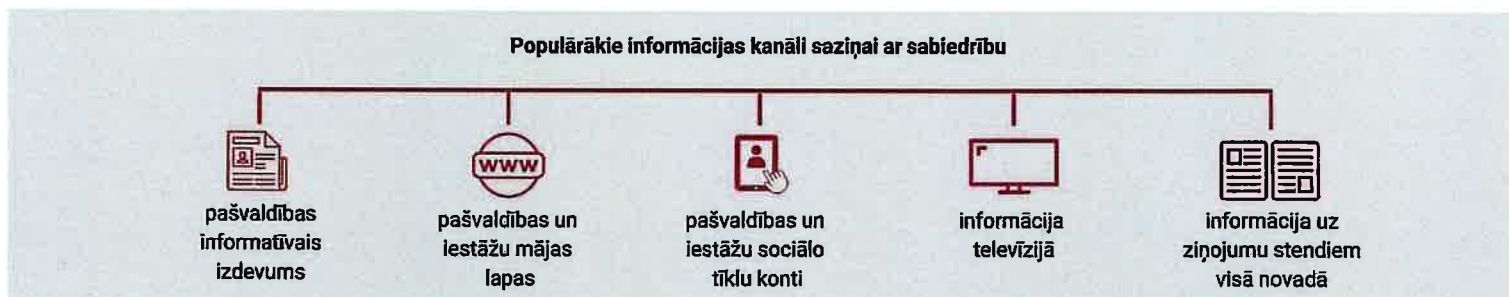 Populārākie informācijas kanāli saziņai ar sabiedrību
WWW
pašvaldības
informatīvais
izdevums
pašvaldības un
iestāžu mājas
lapas
pašvaldības un
iestāžu sociālo
tīklu konti
informācija
televīzijā
informācija uz
ziņojumu stendiem
visā novadā